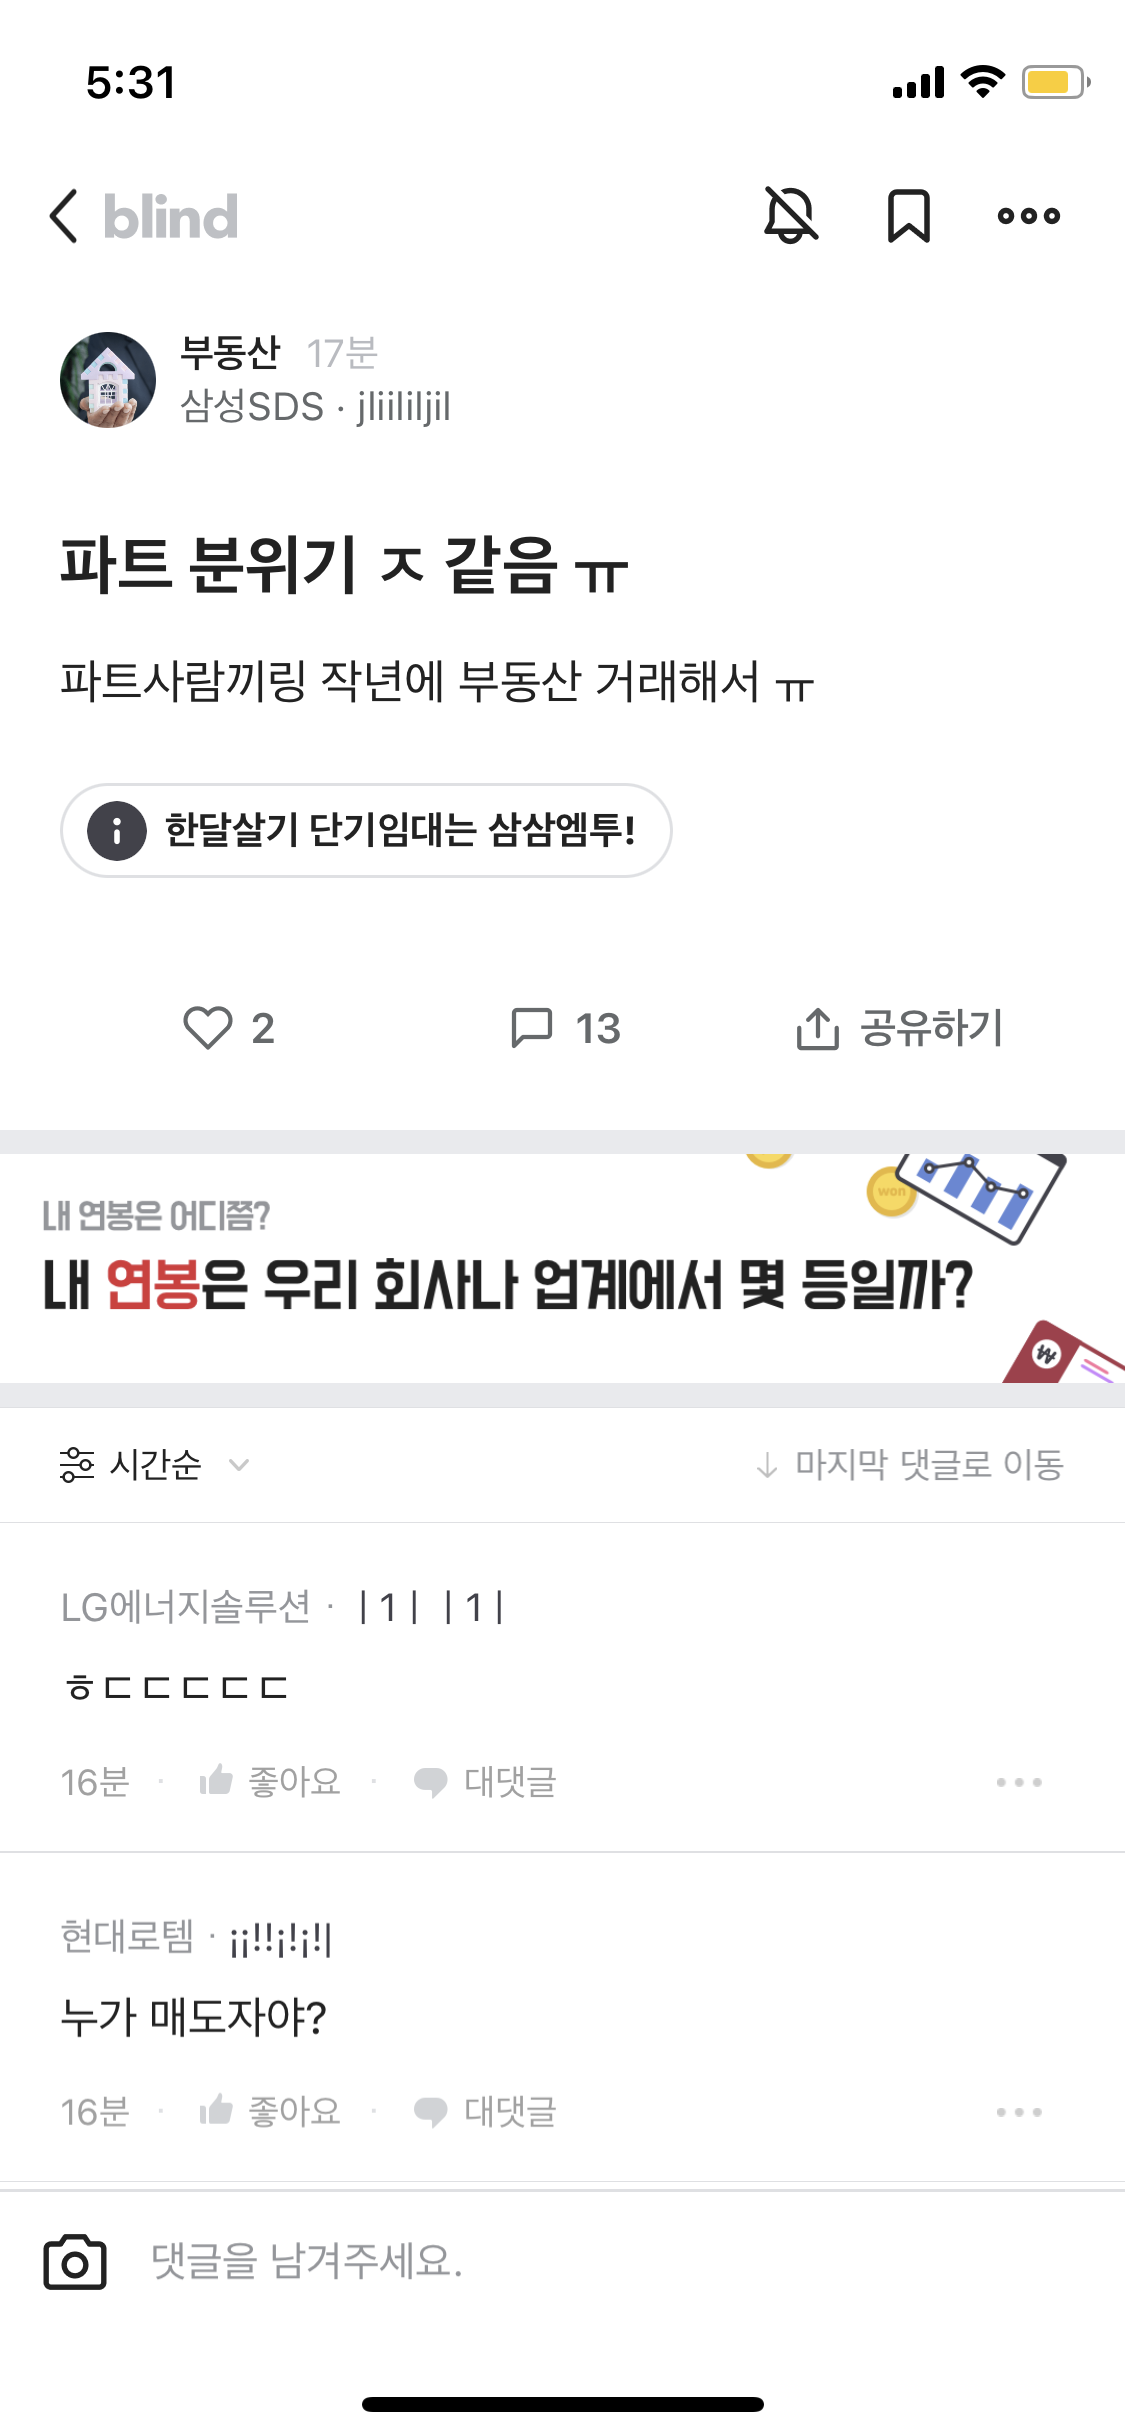 5:31
blind
부동산 17분
삼성SDS · jliililjil
파트 분위기 ㅈ 같음 ㅠ
파트사람끼링 작년에 부동산 거래해서 ㅠ
한달살기 단기임대는 삼삼엠투!
2 13 공유하기
won
내 연봉은 어디쯤?
내 연봉은 우리 회사나 업계에서 몇 등일까?
₩
시간순 ↓ 마지막 댓글로 이동
LG에너지솔루션 · ㅣ1ㅣㅣ1ㅣ
ㅎㄷㄷㄷㄷㄷ
16분 · 좋아요 · 대댓글
현대로템 · ¡¡!!¡!¡!|
누가 매도자야?
16분 · 좋아요 · 대댓글
댓글을 남겨주세요.